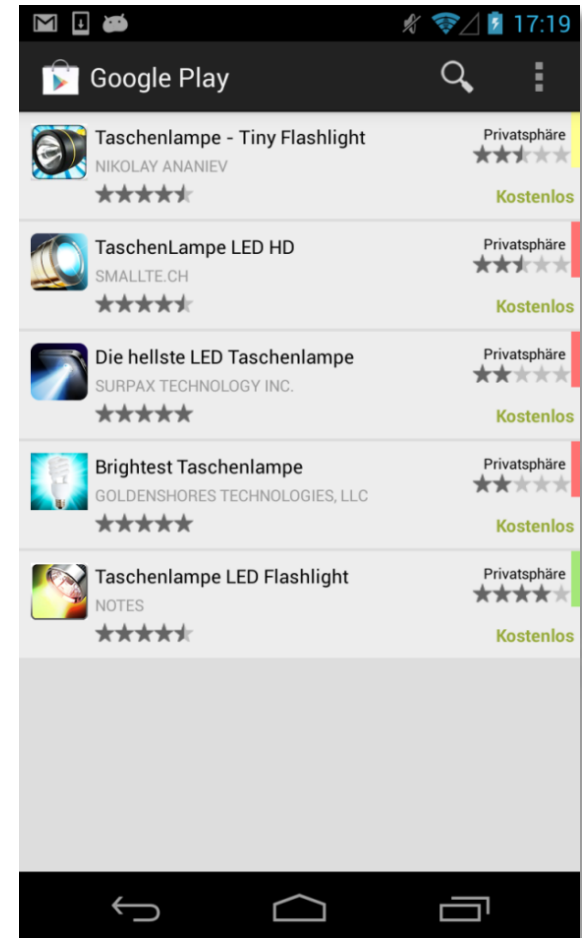 17:19
Google Play
Taschenlampe - Tiny Flashlight
Privatsphäre
NIKOLAY ANANIEV
Kostenlos
TaschenLampe LED HD
Privatsphäre
SMALLTE.CH
Kostenlos
Die hellste LED Taschenlampe
Privatsphäre
SURPAX TECHNOLOGY INC.
Kostenlos
Brightest Taschenlampe
Privatsphäre
GOLDENSHORES TECHNOLOGIES, LLC
Kostenlos
Taschenlampe LED Flashlight
Privatsphäre
NOTES
Kostenlos